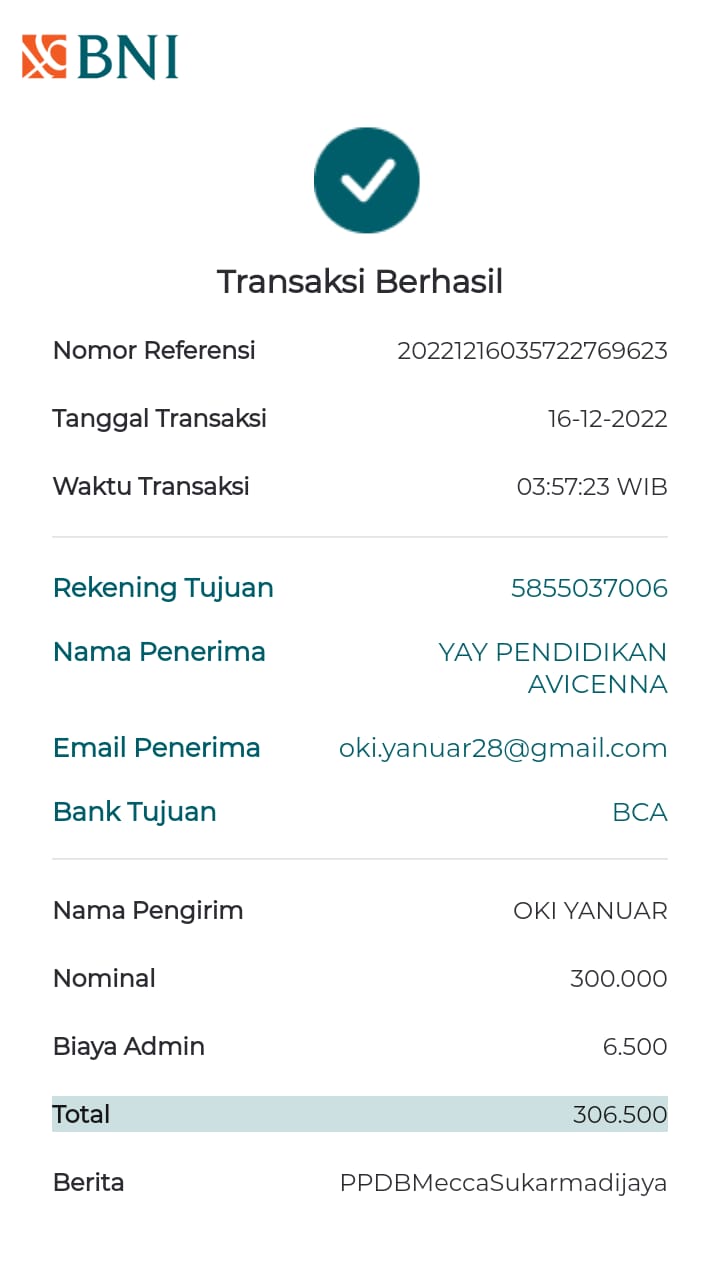 BNI
Transaksi Berhasil
Nomor Referensi 20221216035722769623
Tanggal Transaksi 16-12-2022
Waktu Transaksi 03:57:23 WIB
Rekening Tujuan 5855037006
Nama Penerima YAY PENDIDIKAN
AVICENNA
Email Penerima oki.yanuar28@gmail.com
Bank Tujuan BCA
Nama Pengirim OKI YANUAR
Nominal 300.000
Biaya Admin 6.500
Total 306.500
Berita PPDBMeccaSukarmadijaya